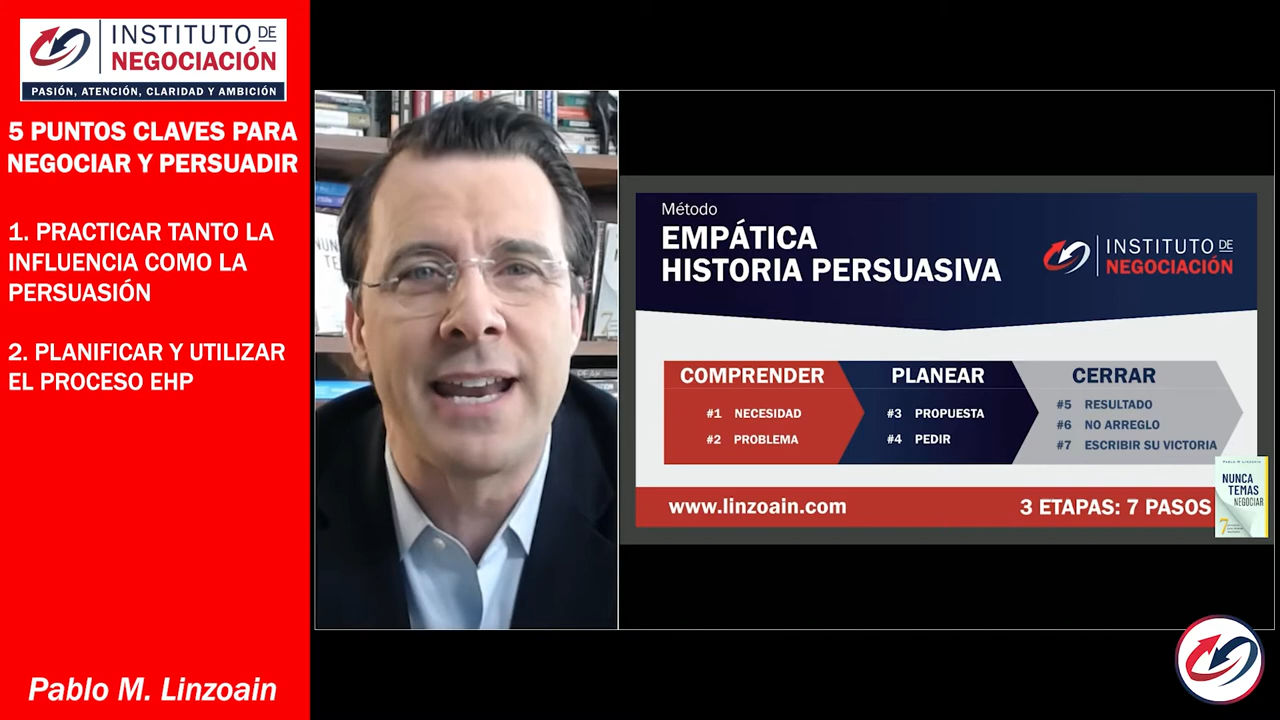 INSTITUTO DE
NEGOCIACIÓN
PASIÓN, ATENCIÓN, CLARIDAD Y AMBICIÓN
5 PUNTOS CLAVES PARA
NEGOCIAR Y PERSUADIR
1. PRACTICAR TANTO LA
INFLUENCIA COMO LA
PERSUASIÓN
2. PLANIFICAR Y UTILIZAR
EL PROCESO EHP
Pablo M. Linzoain
Método
EMPÁTICA
HISTORIA PERSUASIVA
INSTITUTO DE
NEGOCIACIÓN
COMPRENDER
#1 NECESIDAD
#2 PROBLEMA
PLANEAR
#3 PROPUESTA
#4 PEDIR
CERRAR
#5 RESULTADO
#6 NO ARREGLO
#7 ESCRIBIR SU VICTORIA
www.linzoain.com
3 ETAPAS: 7 PASOS
PABLO M. LINZOAIN
NUNCA
TEMAS
NEGOCIAR
7